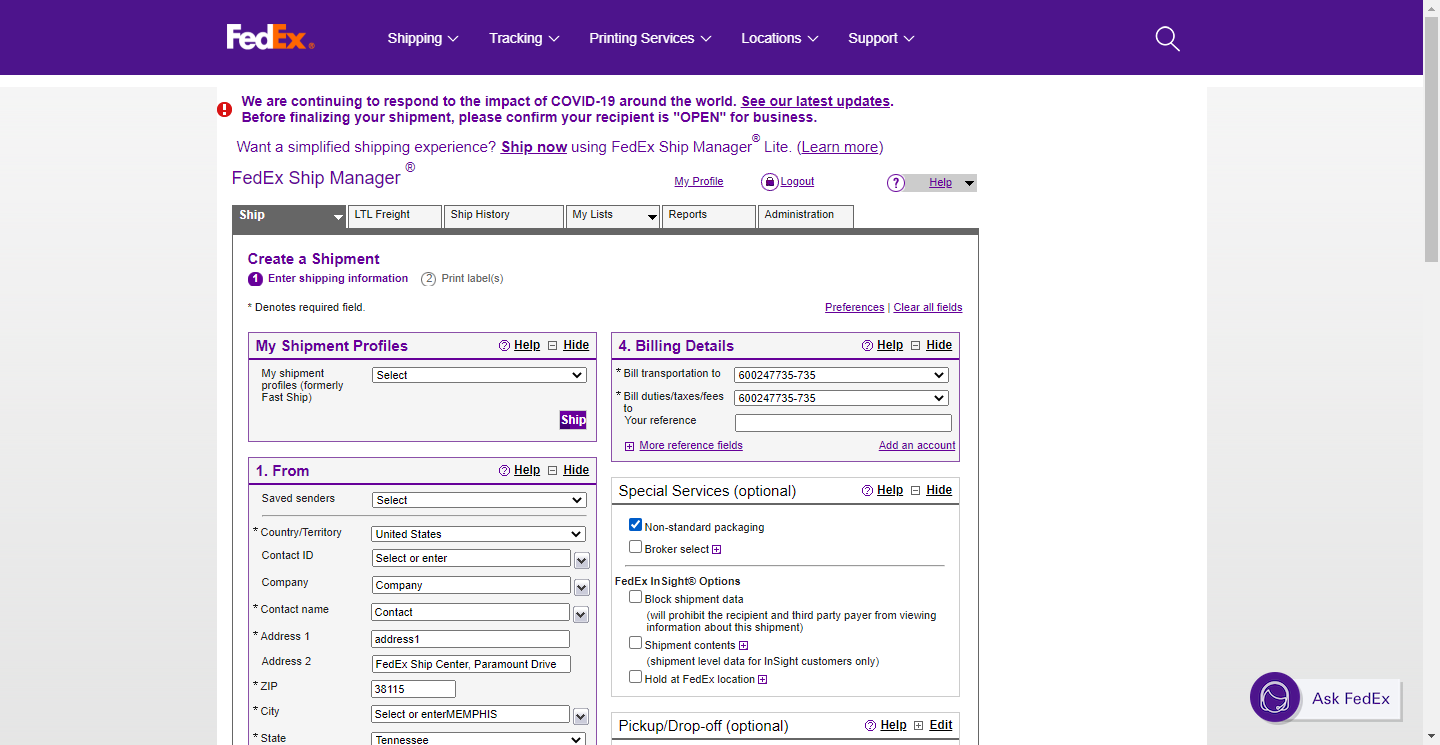 FedEx®
Shipping
Tracking
Printing Services
Locations
Support
We are continuing to respond to the impact of COVID-19 around the world. See our latest updates.
Before finalizing your shipment, please confirm your recipient is "OPEN" for business.
Want a simplified shipping experience? Ship now using FedEx Ship Manager® Lite. (Learn more)
FedEx Ship Manager ®
My Profile
Logout
? Help
Ship
LTL Freight
Ship History
My Lists
Reports
Administration
Create a Shipment
1 Enter shipping information
2 Print label(s)
* Denotes required field.
Preferences | Clear all fields
My Shipment Profiles
? Help Hide
My shipment
profiles (formerly
Fast Ship)
Select
Ship
1. From
? Help Hide
Saved senders
Select
* Country/Territory
United States
Contact ID
Select or enter
Company
Company
* Contact name
Contact
* Address 1
address1
Address 2
FedEx Ship Center, Paramount Drive
* ZIP
38115
* City
Select or enterMEMPHIS
* State
Tennessee
4. Billing Details
? Help Hide
* Bill transportation to
600247735-735
* Bill duties/taxes/fees
to
600247735-735
Your reference
More reference fields
Add an account
Special Services (optional)
? Help Hide
Non-standard packaging
Broker select
FedEx InSight® Options
Block shipment data
(will prohibit the recipient and third party payer from viewing
information about this shipment)
Shipment contents
(shipment level data for InSight customers only)
Hold at FedEx location
Pickup/Drop-off (optional)
? Help Edit
Ask FedEx